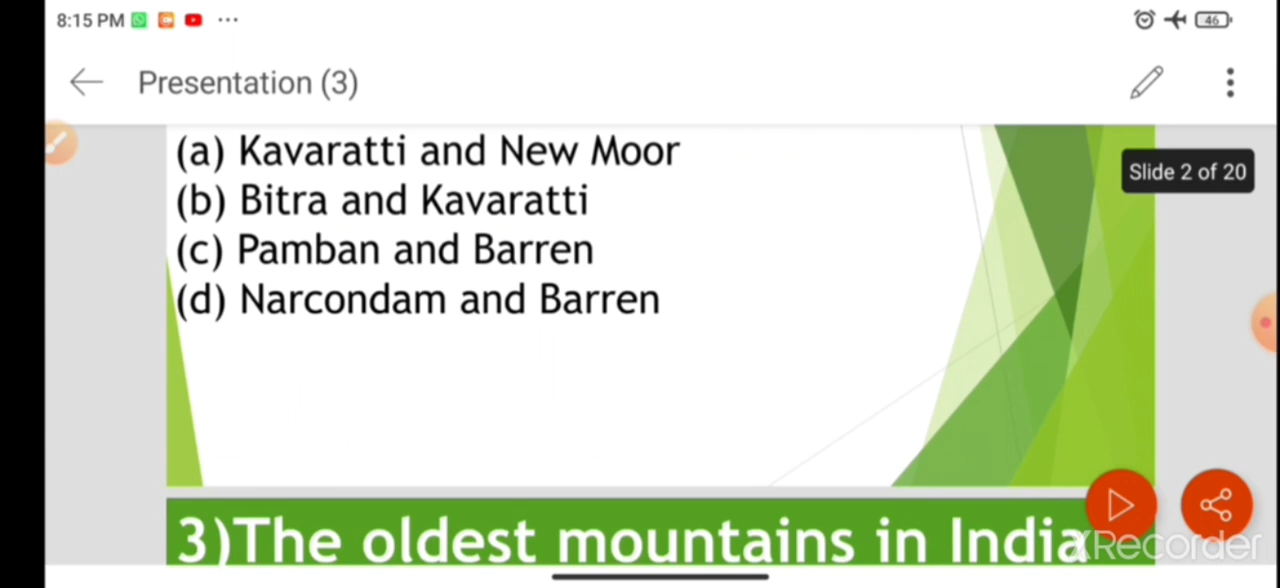 8:15 PM
46
Presentation (3)
(a) Kavaratti and New Moor
Slide 2 of 20
(b) Bitra and Kavaratti
(c) Pamban and Barren
(d) Narcondam and Barren
3)The oldest mountains in India
XRecorder